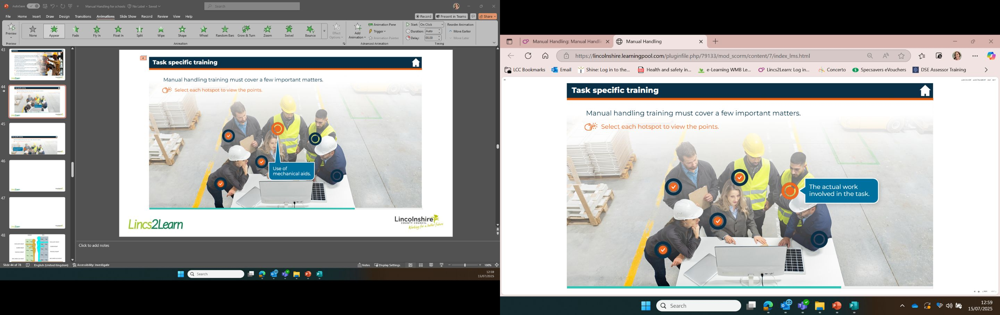 AutoSave
Manual Handling for schools
No Label • Saved
Search
File Home Insert Draw Design Transitions Animations Slide Show Record Review View Help
Record
Present in Teams
Share
Preview
None
Appear
Fade
Fly In
Float In
Split
Wipe
Shape
Wheel
Random Bars
Grow & Turn
Zoom
Swivel
Bounce
Effect
Options
Add
Animation
Animation Pane
Trigger
Animation Painter
Start: On Click
Duration: Auto
Delay: 00.00
Reorder Animation
Move Earlier
Move Later
Preview
Animation
Advanced Animation
Timing
43
44
45
46
47
48
4
Task specific training
Manual handling training must cover a few important matters.
Select each hotspot to view the points.
Use of
mechanical aids.
Lincs2Learn
Lincolnshire
COUNTY COUNCIL
Working for a better future
Click to add notes
Slide 44 of 78
English (United Kingdom)
Accessibility: Investigate
Notes
Display Settings
100%
Search
12:59
15/07/2025
Manual Handling: Manual Handlin
Manual Handling
https://lincolnshire.learningpool.com/pluginfile.php/79133/mod_scorm/content/7/index_lms.html
LCC Bookmarks
Email
Shine: Log in to the...
Health and safety in...
e-Learning WMB Le...
Lincs2Learn: Log in...
Concerto
Specsavers eVouchers
DSE Assessor Training
Task specific training
Manual handling training must cover a few important matters.
Select each hotspot to view the points.
The actual work
involved in the task.
Search
12:59
15/07/2025